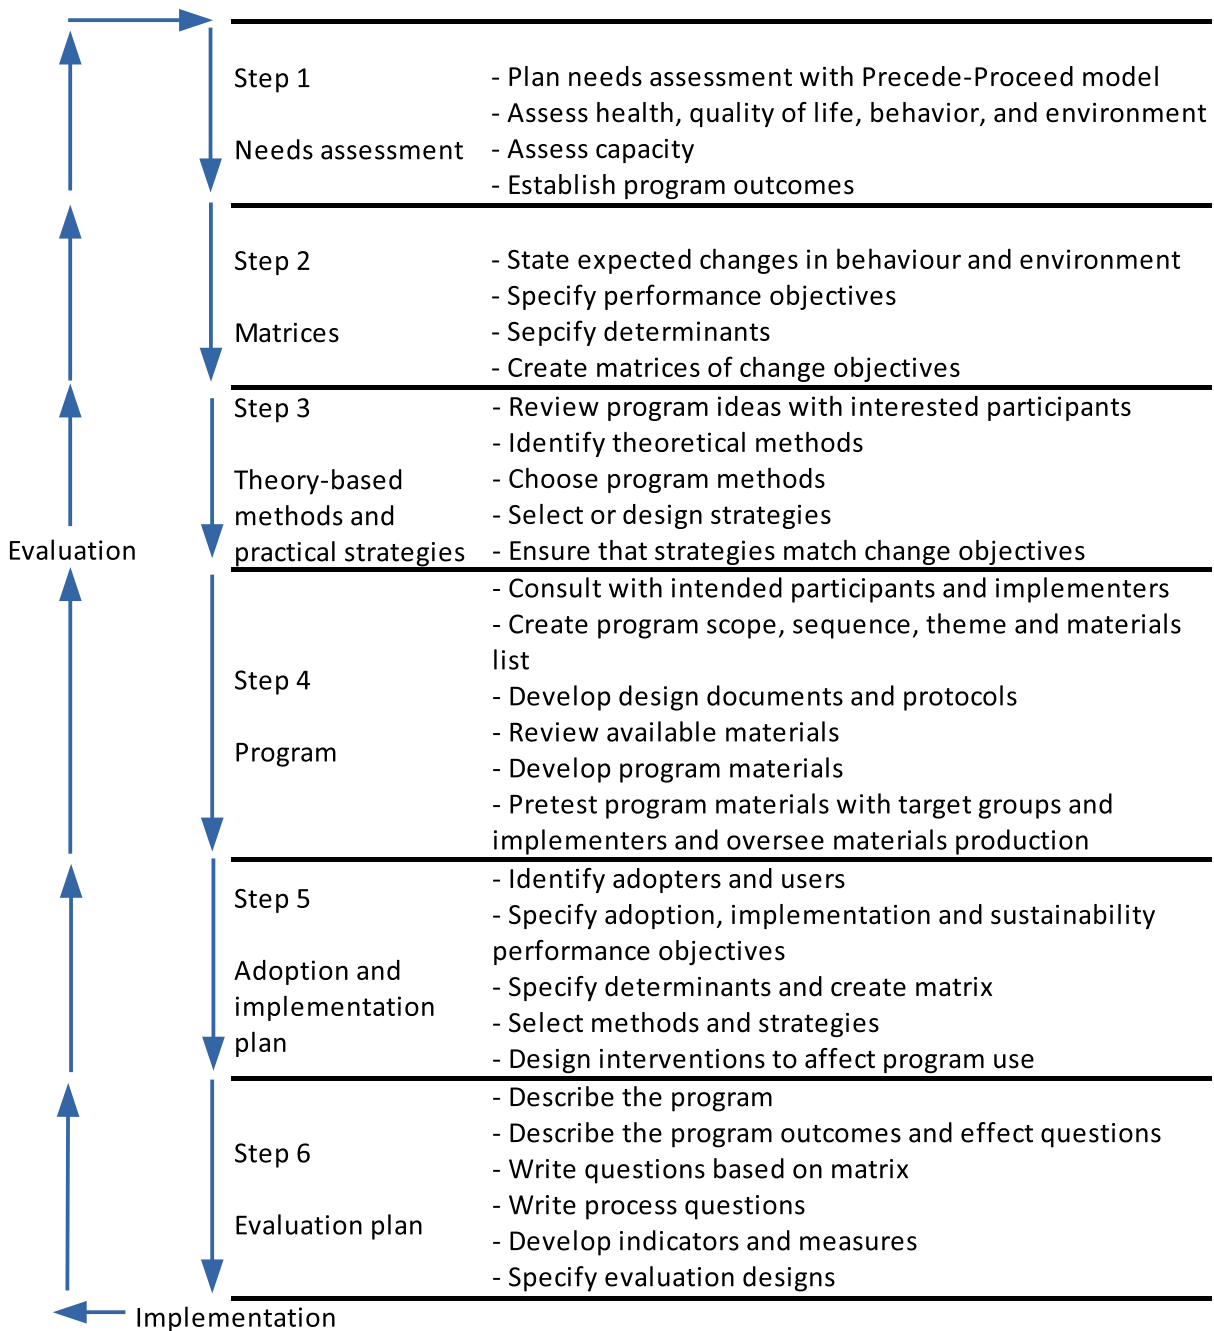 Step 1
Needs assessment
- Plan needs assessment with Precede-Proceed model
- Assess health, quality of life, behavior, and environment
- Assess capacity
- Establish program outcomes
Step 2
Matrices
- State expected changes in behaviour and environment
- Specify performance objectives
- Sepcify determinants
- Create matrices of change objectives
Step 3
Theory-based
methods and
practical strategies
- Review program ideas with interested participants
- Identify theoretical methods
- Choose program methods
- Select or design strategies
- Ensure that strategies match change objectives
Evaluation
Step 4
Program
- Consult with intended participants and implementers
- Create program scope, sequence, theme and materials
list
- Develop design documents and protocols
- Review available materials
- Develop program materials
- Pretest program materials with target groups and
implementers and oversee materials production
Step 5
Adoption and
implementation
plan
- Identify adopters and users
- Specify adoption, implementation and sustainability
performance objectives
- Specify determinants and create matrix
- Select methods and strategies
- Design interventions to affect program use
Step 6
Evaluation plan
- Describe the program
- Describe the program outcomes and effect questions
- Write questions based on matrix
- Write process questions
- Develop indicators and measures
- Specify evaluation designs
Implementation